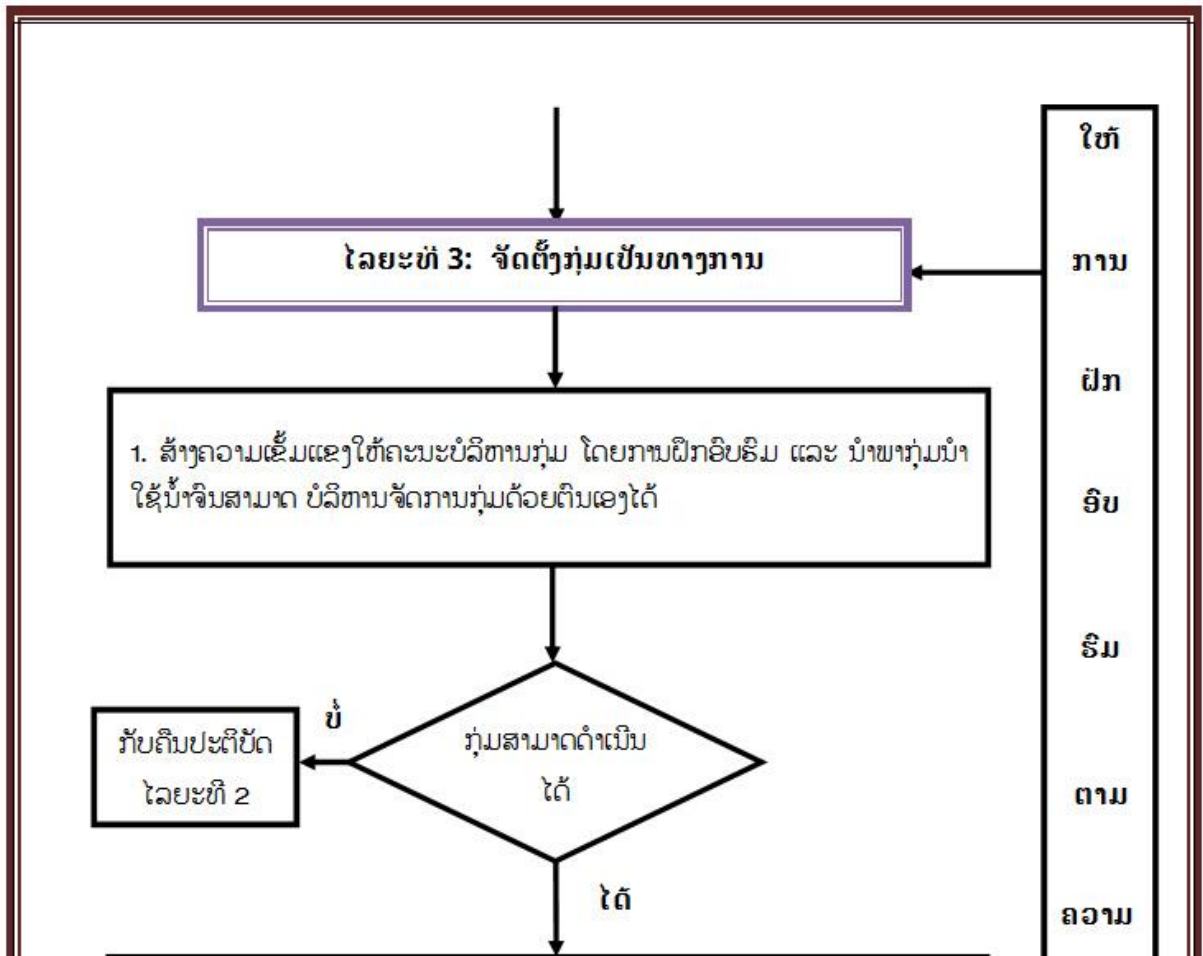 ໄລຍະທີ 3: ຈັດຕັ້ງກຸ່ມເປັນທາງການ
1. ສ້າງຄວາມເຂັ້ມແຂງໃຫ້ຄະນະບໍລິຫານກຸ່ມ ໂດຍການຝຶກອົບຮົມ ແລະ ນໍາພາກຸ່ມນໍາ
ໃຊ້ນໍ້າຈົນສາມາດ ບໍລິຫານຈັດການກຸ່ມດ້ວຍຕົນເອງໄດ້
ກຸ່ມສາມາດດໍາເນີນ
ໄດ້
ບໍ່
ກັບຄືນປະຕິບັດ
ໄລຍະທີ 2
ໄດ້
ໃຫ້
ການ
ຝຶກ
ອົບ
ຮົມ
ຕາມ
ຄວາມ